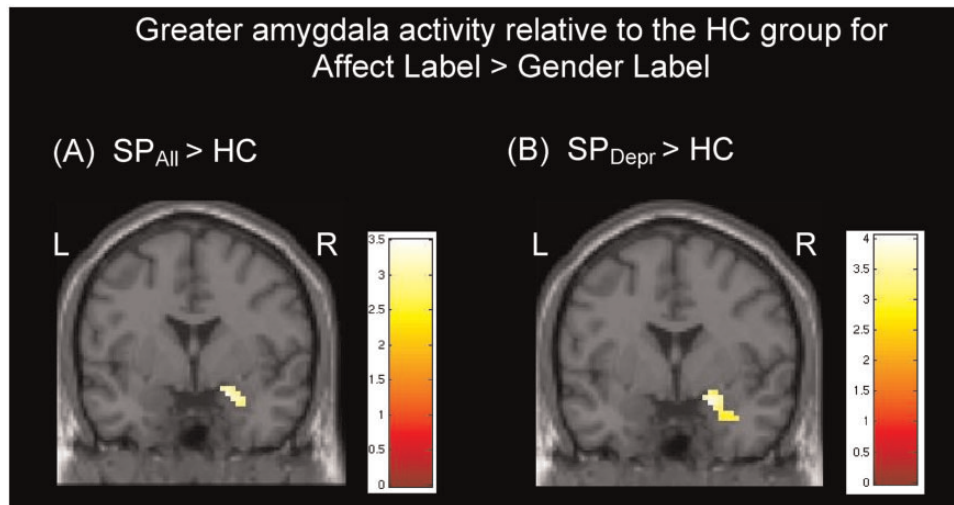 Greater amygdala activity relative to the HC group for
Affect Label > Gender Label
(A) SPAll > HC
(B) SPDepr > HC
L
R
3.5
3
2.5
2
1.5
1
0.5
0
L
R
4
3.5
3
2.5
2
1.5
1
0.5
0